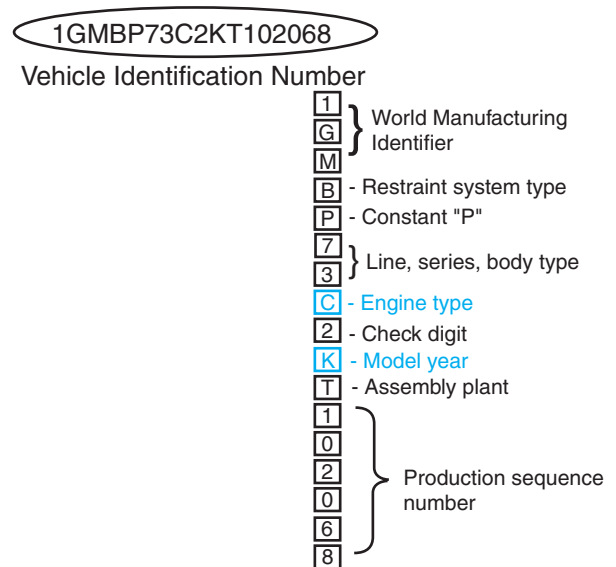 1GMBP73C2KT102068
Vehicle Identification Number
1
G
M
World Manufacturing
Identifier
B - Restraint system type
P - Constant "P"
7
3
Line, series, body type
C - Engine type
2 - Check digit
K - Model year
T - Assembly plant
1
0
2
0
6
8
Production sequence
number